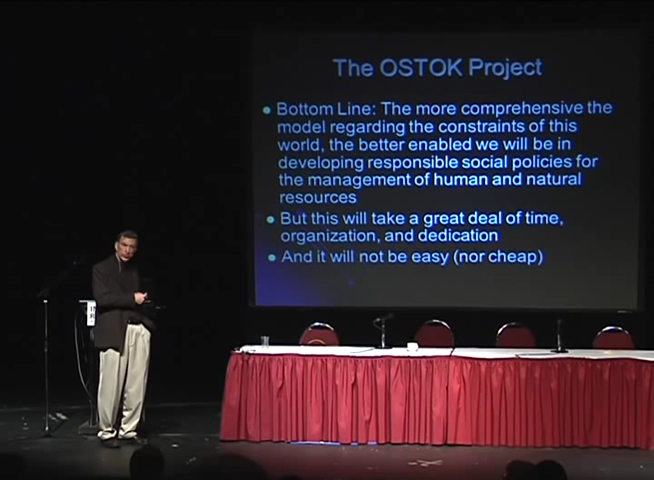 The OSTOK Project
Bottom Line: The more comprehensive the
model regarding the constraints of this
world, the better enabled we will be in
developing responsible social policies for
the management of human and natural
resources
But this will take a great deal of time,
organization, and dedication
And it will not be easy (nor cheap)